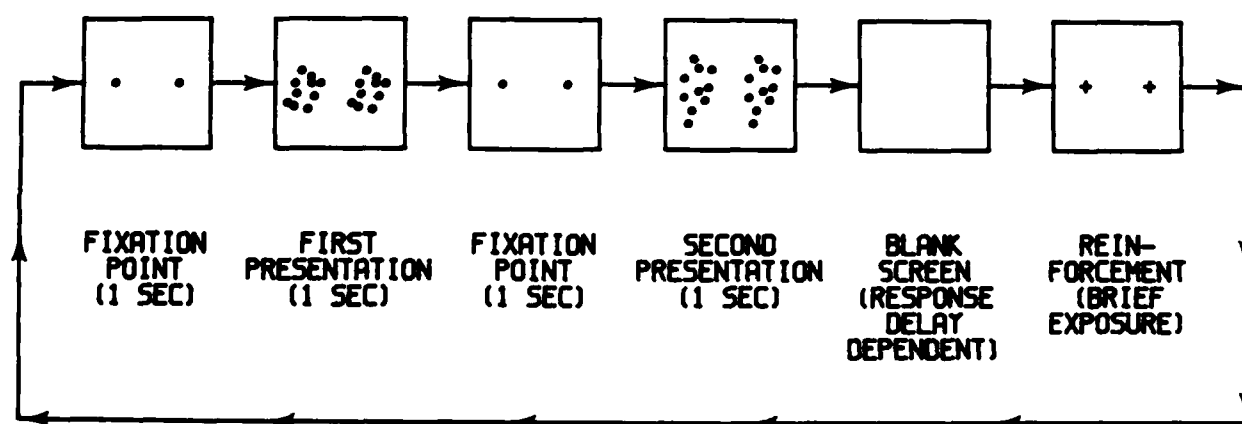 FIXATION
POINT
(1 SEC)
FIRST
PRESENTATION
(1 SEC)
FIXATION
POINT
(1 SEC)
SECOND
PRESENTATION
(1 SEC)
BLANK
SCREEN
(RESPONSE
DELAY
DEPENDENT)
REIN-
FORCEMENT
(BRIEF
EXPOSURE)